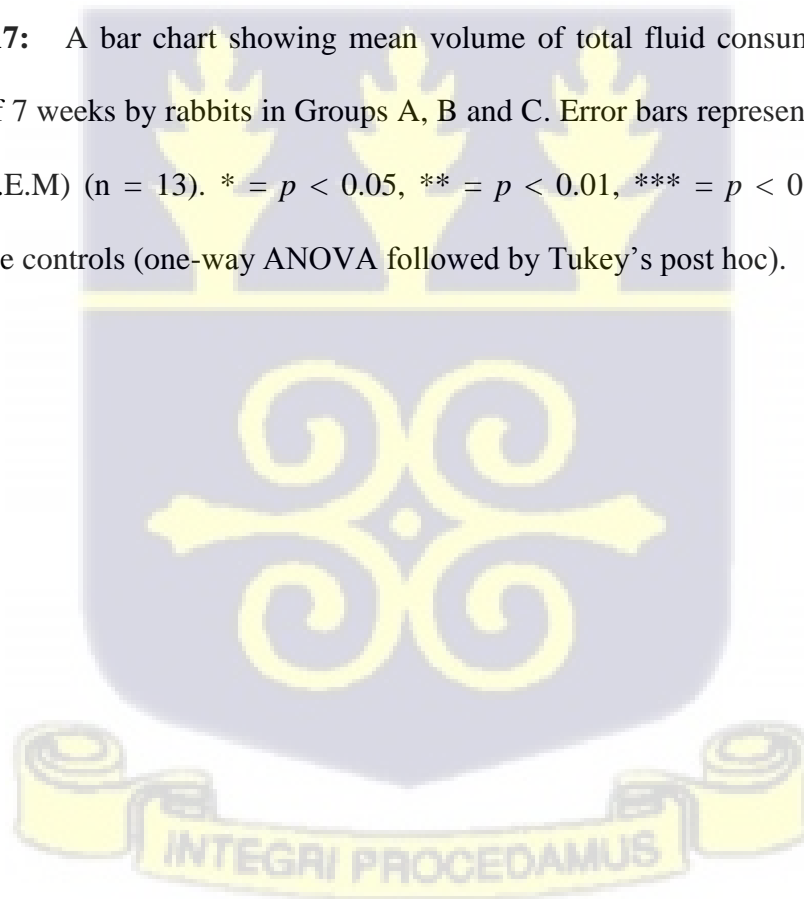 17: A bar chart showing mean volume of total fluid consum
f 7 weeks by rabbits in Groups A, B and C. Error bars represen
.E.M) (n = 13). * = p < 0.05, ** = p < 0.01, *** = p < 0
e controls (one-way ANOVA followed by Tukey’s post hoc).
INTEGRI PROCEDAMUS